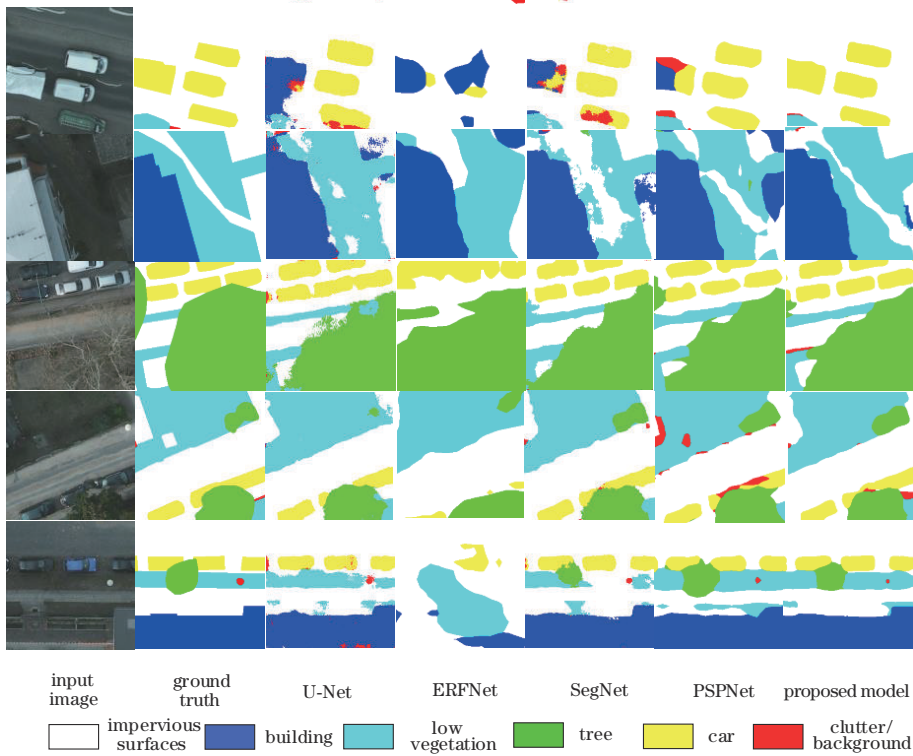 input image
ground truth
U-Net
ERFNet
SegNet
PSPNet
proposed model
impervious surfaces
building
low vegetation
tree
car
clutter/ background